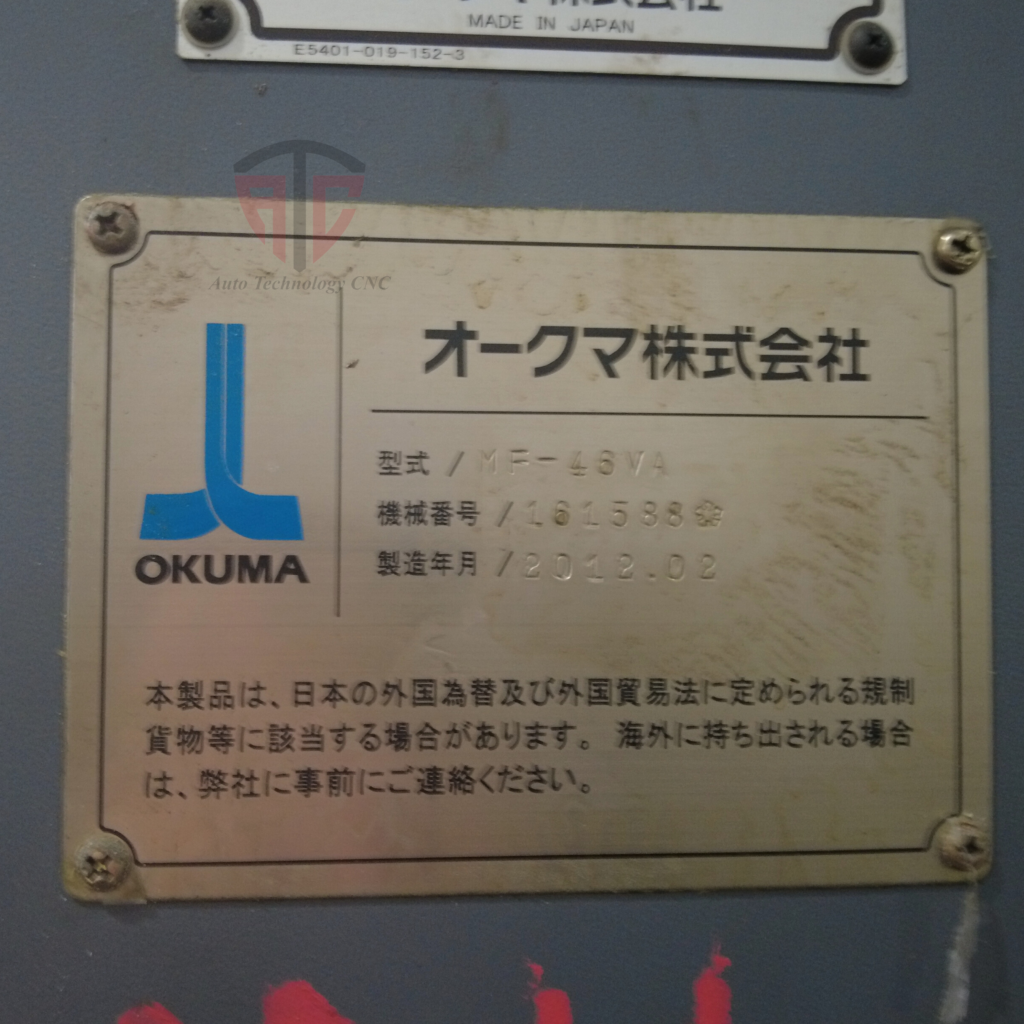 MADE IN JAPAN
E5401-019-152-3
Auto Technology CNC
オークマ株式会社
型式 / MF-46VA
機械番号 / 161588*
製造年月 / 2012.02
OKUMA
本製品は、日本の外国為替及び外国貿易法に定められる規制
貨物等に該当する場合があります。海外に持ち出される場合
は、弊社に事前にご連絡ください。